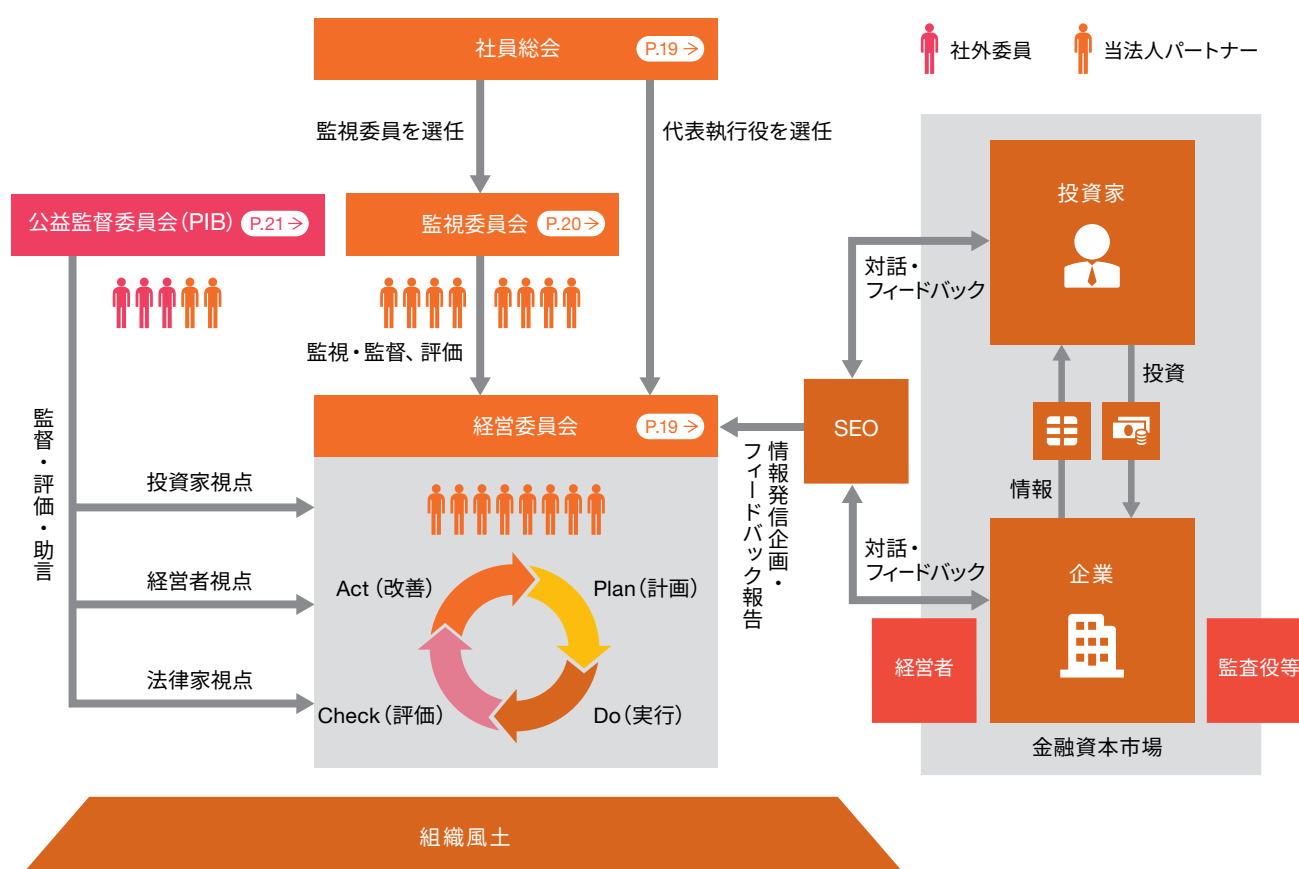 社員総会 P.19→
社外委員
当法人パートナー
監視委員を選任
代表執行役を選任
公益監督委員会(PIB) P.21→
監視委員会 P.20→
投資家
対話・
フィードバック
監視・監督、評価
投資
経営委員会 P.19→
SEO
監督・評価・助言
情報発信企画・
フィードバック報告
投資家視点
情報
対話・
フィードバック
企業
Act(改善)
Plan(計画)
経営者視点
経営者
監査役等
法律家視点
Check(評価)
Do(実行)
金融資本市場
組織風土